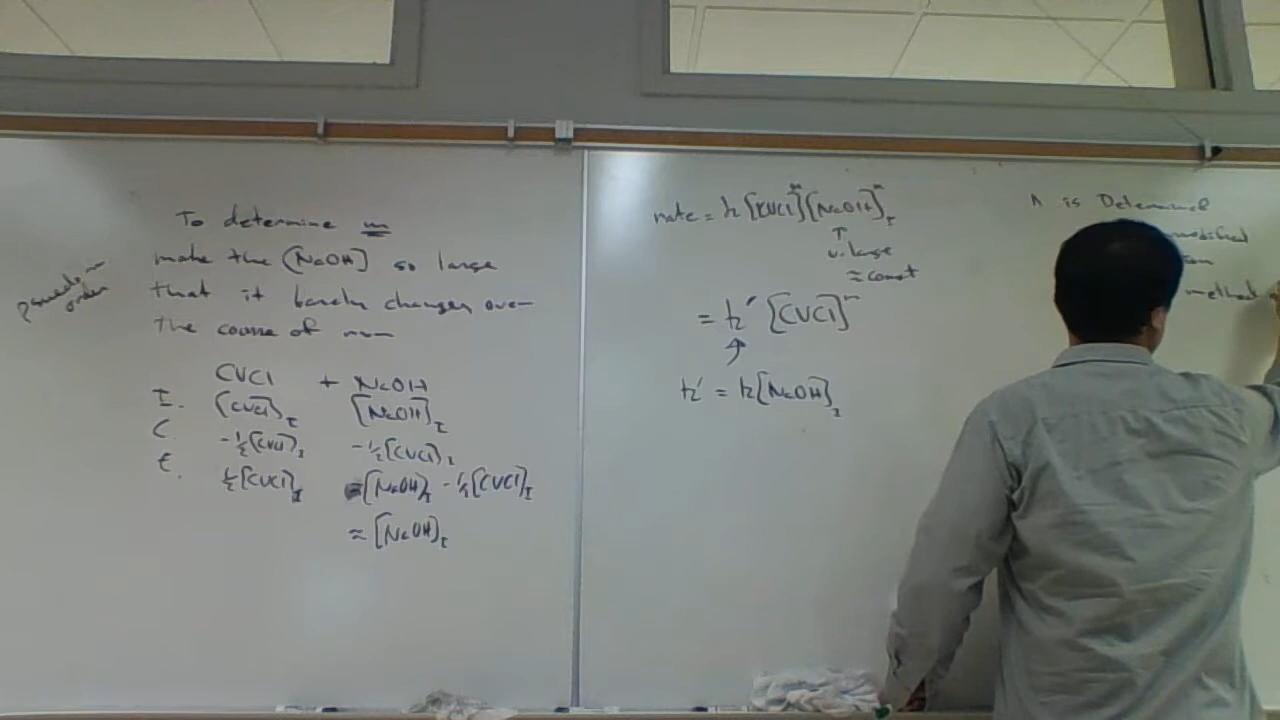 To determine m
make the [NaOH] so large
that it barely changes over
the course of rxn
pseudo-n order
CVCl + NaOH
I. [CVCl]I [NaOH]I
C. -½[CVCl]I -½[CVCl]I
E. ½[CVCl]I =[NaOH]I - ½[CVCl]I
≈ [NaOH]I
rate = k [CVCl]^m [NaOH]^n I
↑
v. large
≈ const
= k' [CVCl]^n
↑
k' = k[NaOH]I
n is Determined
modified
method